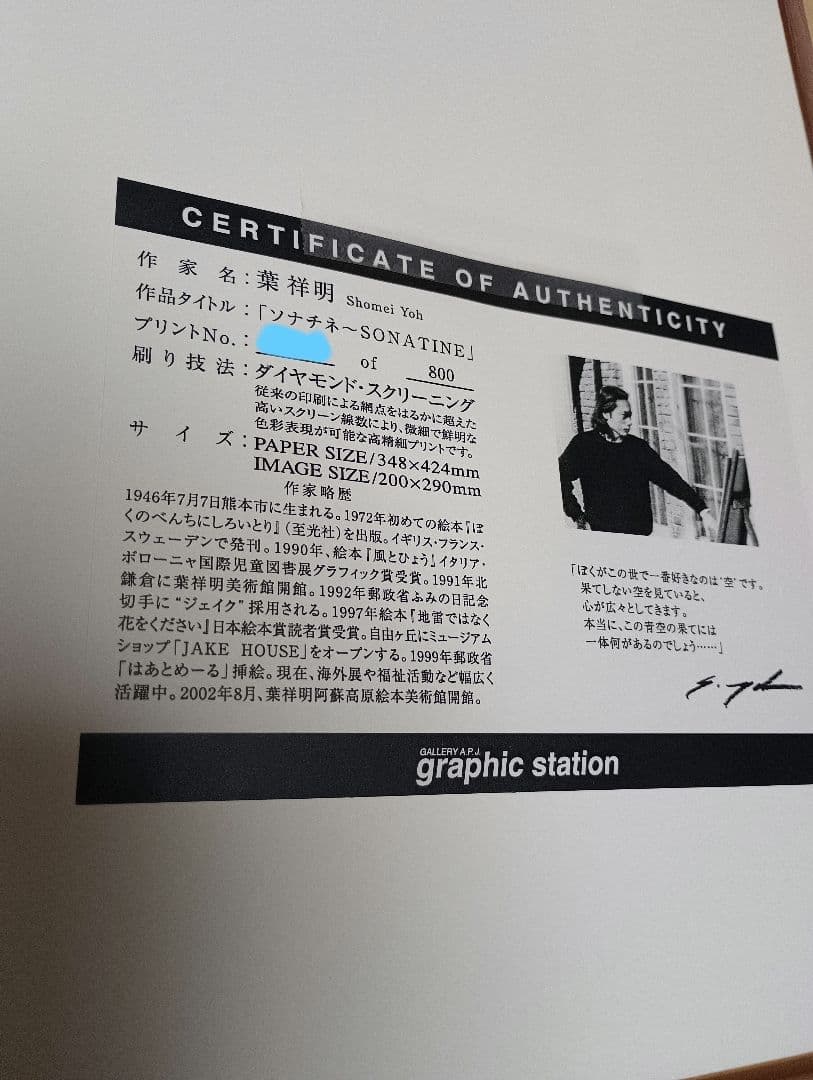 CERTIFICATE OF AUTHENTICITY
作家名：葉祥明 Shomei Yoh
作品タイトル：「ソナチネ〜SONATINE」
プリントNo.： of 800
刷り技法：ダイヤモンド・スクリーニング
従来の印刷による網点をはるかに超えた
高いスクリーン線数により、微細で鮮明な
色彩表現が可能な高精細プリントです。
サイズ：PAPER SIZE/348×424mm
IMAGE SIZE/200×290mm
作家略歴
1946年7月7日熊本市に生まれる。1972年初めての絵本『ぼ
くのべんちにしろいとり』（至光社）を出版。イギリス・フランス・
スウェーデンで発刊。1990年、絵本『風とひょう』イタリア・
ボローニャ国際児童図書展グラフィック賞受賞。1991年北
鎌倉に葉祥明美術館開館。1992年郵政省ふみの日記念
切手に“ジェイク”採用される。1997年絵本『地雷ではなく
花をください』日本絵本賞読者賞受賞。自由ヶ丘にミュージアム
ショップ「JAKE HOUSE」をオープンする。1999年郵政省
「はあとめーる」挿絵。現在、海外展や福祉活動など幅広く
活躍中。2002年8月、葉祥明阿蘇高原絵本美術館開館。
「ぼくがこの世で一番好きなのは“空”です。
果てしない空を見ていると、
心が広々としてきます。
本当に、この青空の果てには
一体何があるのでしょう……」
S. Yoh
GALLERY A.P.J.
graphic station